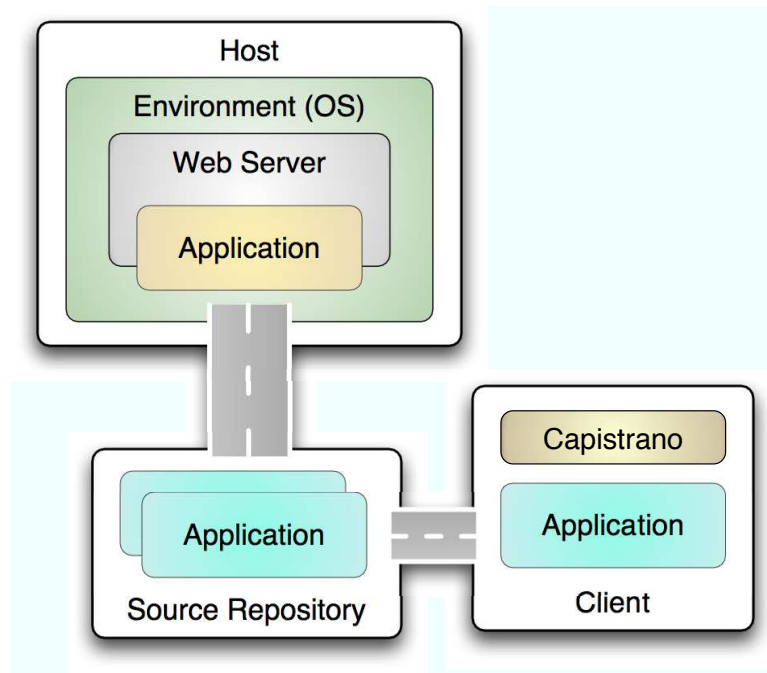 Host
Environment (OS)
Web Server
Application
Capistrano
Application
Application
Source Repository
Client